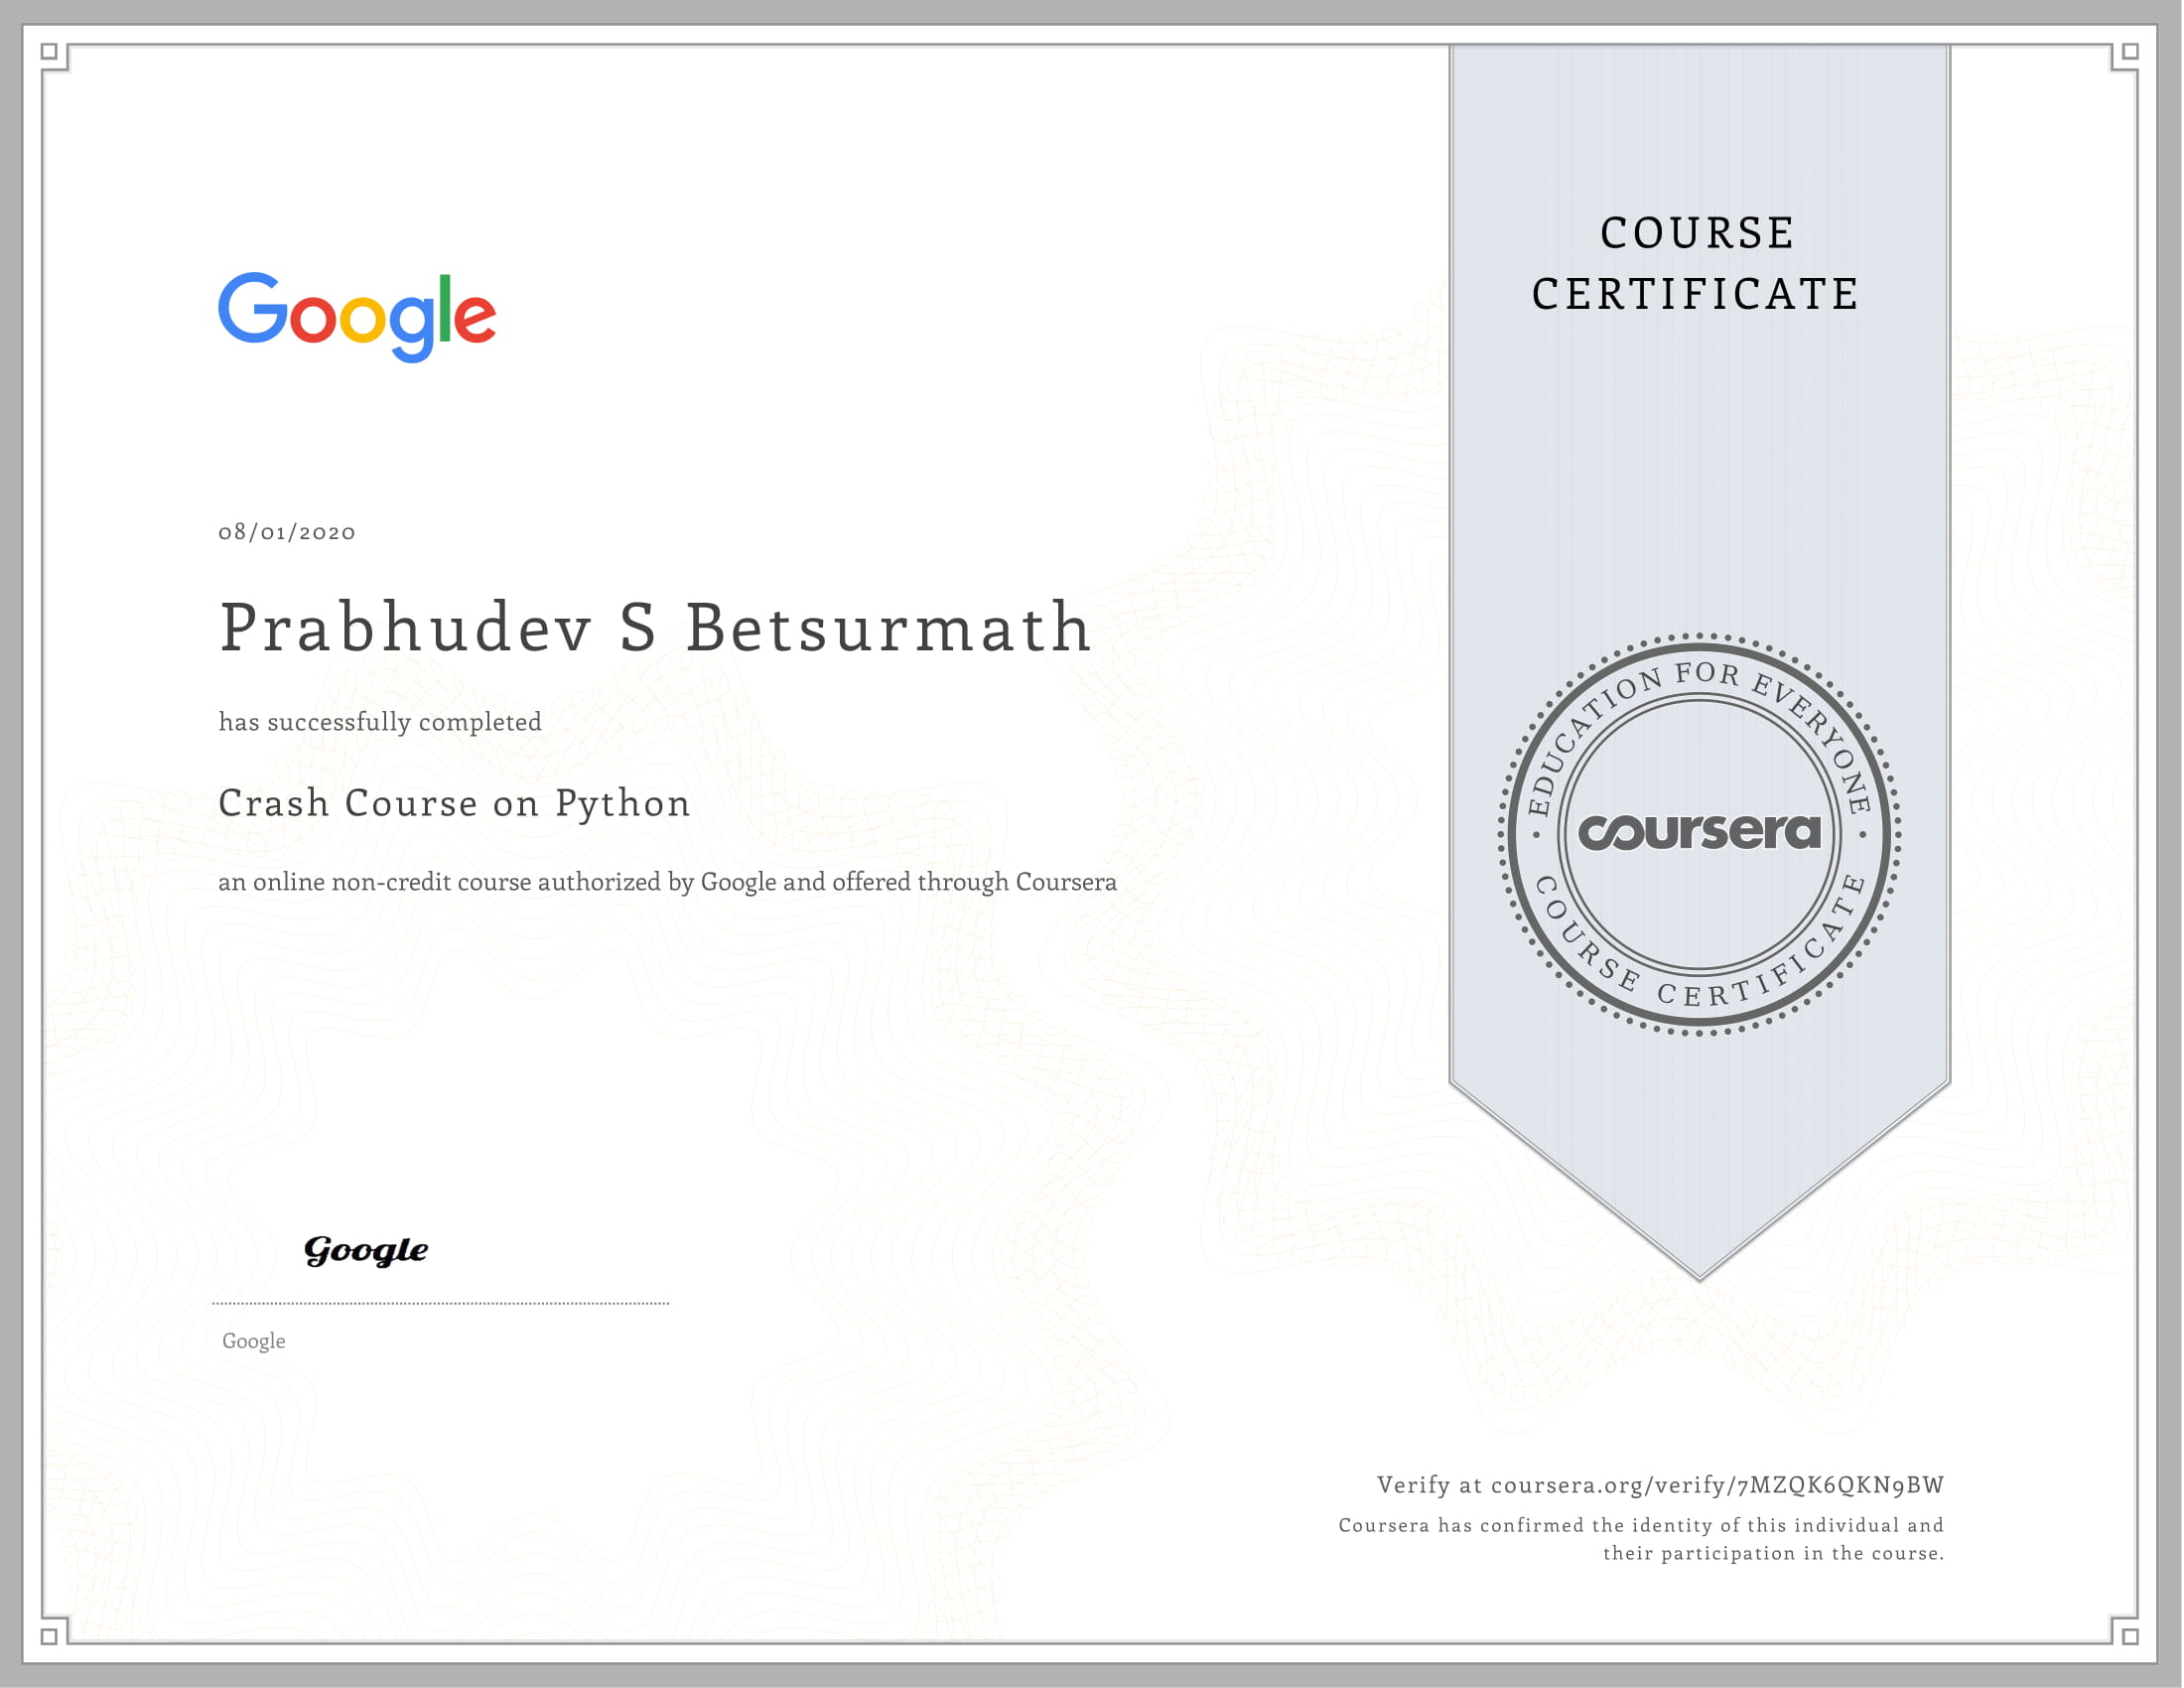 Google
COURSE
CERTIFICATE
08/01/2020
Prabhudev S Betsurmath
has successfully completed
Crash Course on Python
an online non-credit course authorized by Google and offered through Coursera
EDUCATION FOR EVERYONE
coursera
COURSE CERTIFICATE
Google
Google
Verify at coursera.org/verify/7MZQK6QKN9BW
Coursera has confirmed the identity of this individual and
their participation in the course.